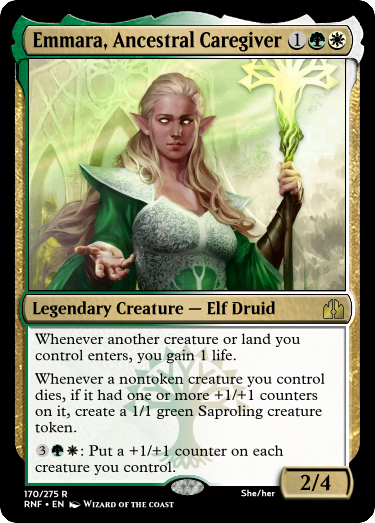 Emmara, Ancestral Caregiver 1
Legendary Creature — Elf Druid
Whenever another creature or land you
control enters, you gain 1 life.
Whenever a nontoken creature you control
dies, if it had one or more +1/+1 counters
on it, create a 1/1 green Saproling creature
token.
3 : Put a +1/+1 counter on each
creature you control.
2/4
170/275 R
RNF • EN Wizard of the coast
She/her